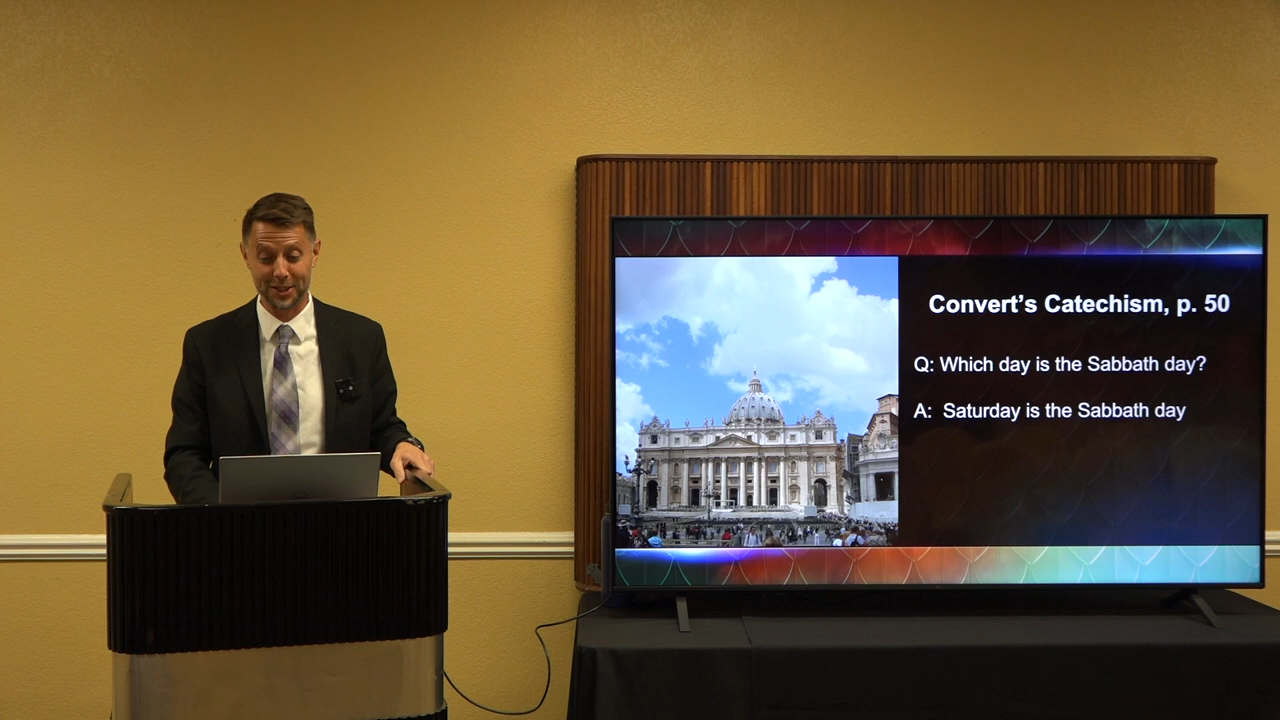 Convert's Catechism, p. 50
Q: Which day is the Sabbath day?
A: Saturday is the Sabbath day